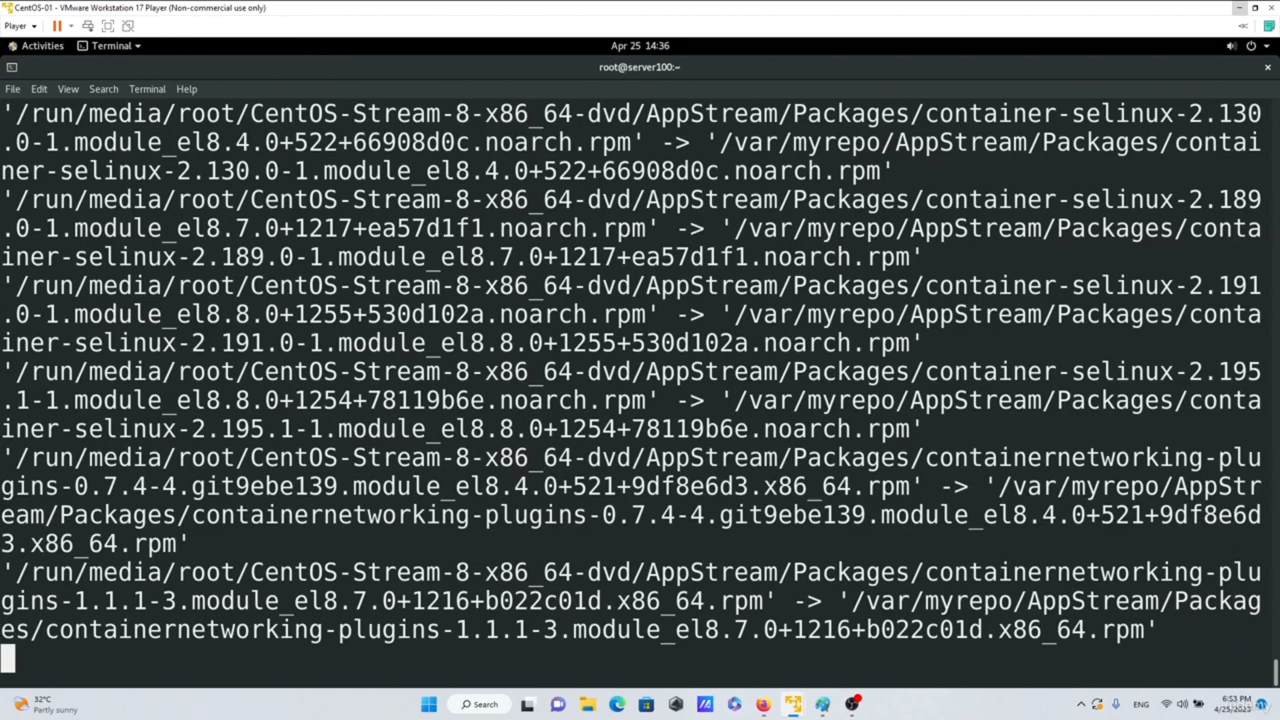 CentOS-01 - VMware Workstation 17 Player (Non-commercial use only)
Player
Activities Terminal Apr 25 14:36
root@server100:~
File Edit View Search Terminal Help
'/run/media/root/CentOS-Stream-8-x86_64-dvd/AppStream/Packages/container-selinux-2.130
.0-1.module_el8.4.0+522+66908d0c.noarch.rpm' -> '/var/myrepo/AppStream/Packages/contai
ner-selinux-2.130.0-1.module_el8.4.0+522+66908d0c.noarch.rpm'
'/run/media/root/CentOS-Stream-8-x86_64-dvd/AppStream/Packages/container-selinux-2.189
.0-1.module_el8.7.0+1217+ea57d1f1.noarch.rpm' -> '/var/myrepo/AppStream/Packages/conta
iner-selinux-2.189.0-1.module_el8.7.0+1217+ea57d1f1.noarch.rpm'
'/run/media/root/CentOS-Stream-8-x86_64-dvd/AppStream/Packages/container-selinux-2.191
.0-1.module_el8.8.0+1255+530d102a.noarch.rpm' -> '/var/myrepo/AppStream/Packages/conta
iner-selinux-2.191.0-1.module_el8.8.0+1255+530d102a.noarch.rpm'
'/run/media/root/CentOS-Stream-8-x86_64-dvd/AppStream/Packages/container-selinux-2.195
.1-1.module_el8.8.0+1254+78119b6e.noarch.rpm' -> '/var/myrepo/AppStream/Packages/conta
iner-selinux-2.195.1-1.module_el8.8.0+1254+78119b6e.noarch.rpm'
'/run/media/root/CentOS-Stream-8-x86_64-dvd/AppStream/Packages/containernetworking-plu
gins-0.7.4-4.git9ebe139.module_el8.4.0+521+9df8e6d3.x86_64.rpm' -> '/var/myrepo/AppStr
eam/Packages/containernetworking-plugins-0.7.4-4.git9ebe139.module_el8.4.0+521+9df8e6d
3.x86_64.rpm'
'/run/media/root/CentOS-Stream-8-x86_64-dvd/AppStream/Packages/containernetworking-plu
gins-1.1.1-3.module_el8.7.0+1216+b022c01d.x86_64.rpm' -> '/var/myrepo/AppStream/Packag
es/containernetworking-plugins-1.1.1-3.module_el8.7.0+1216+b022c01d.x86_64.rpm'
32°C
Partly sunny
Search
ENG
6:53 PM
4/25/2023